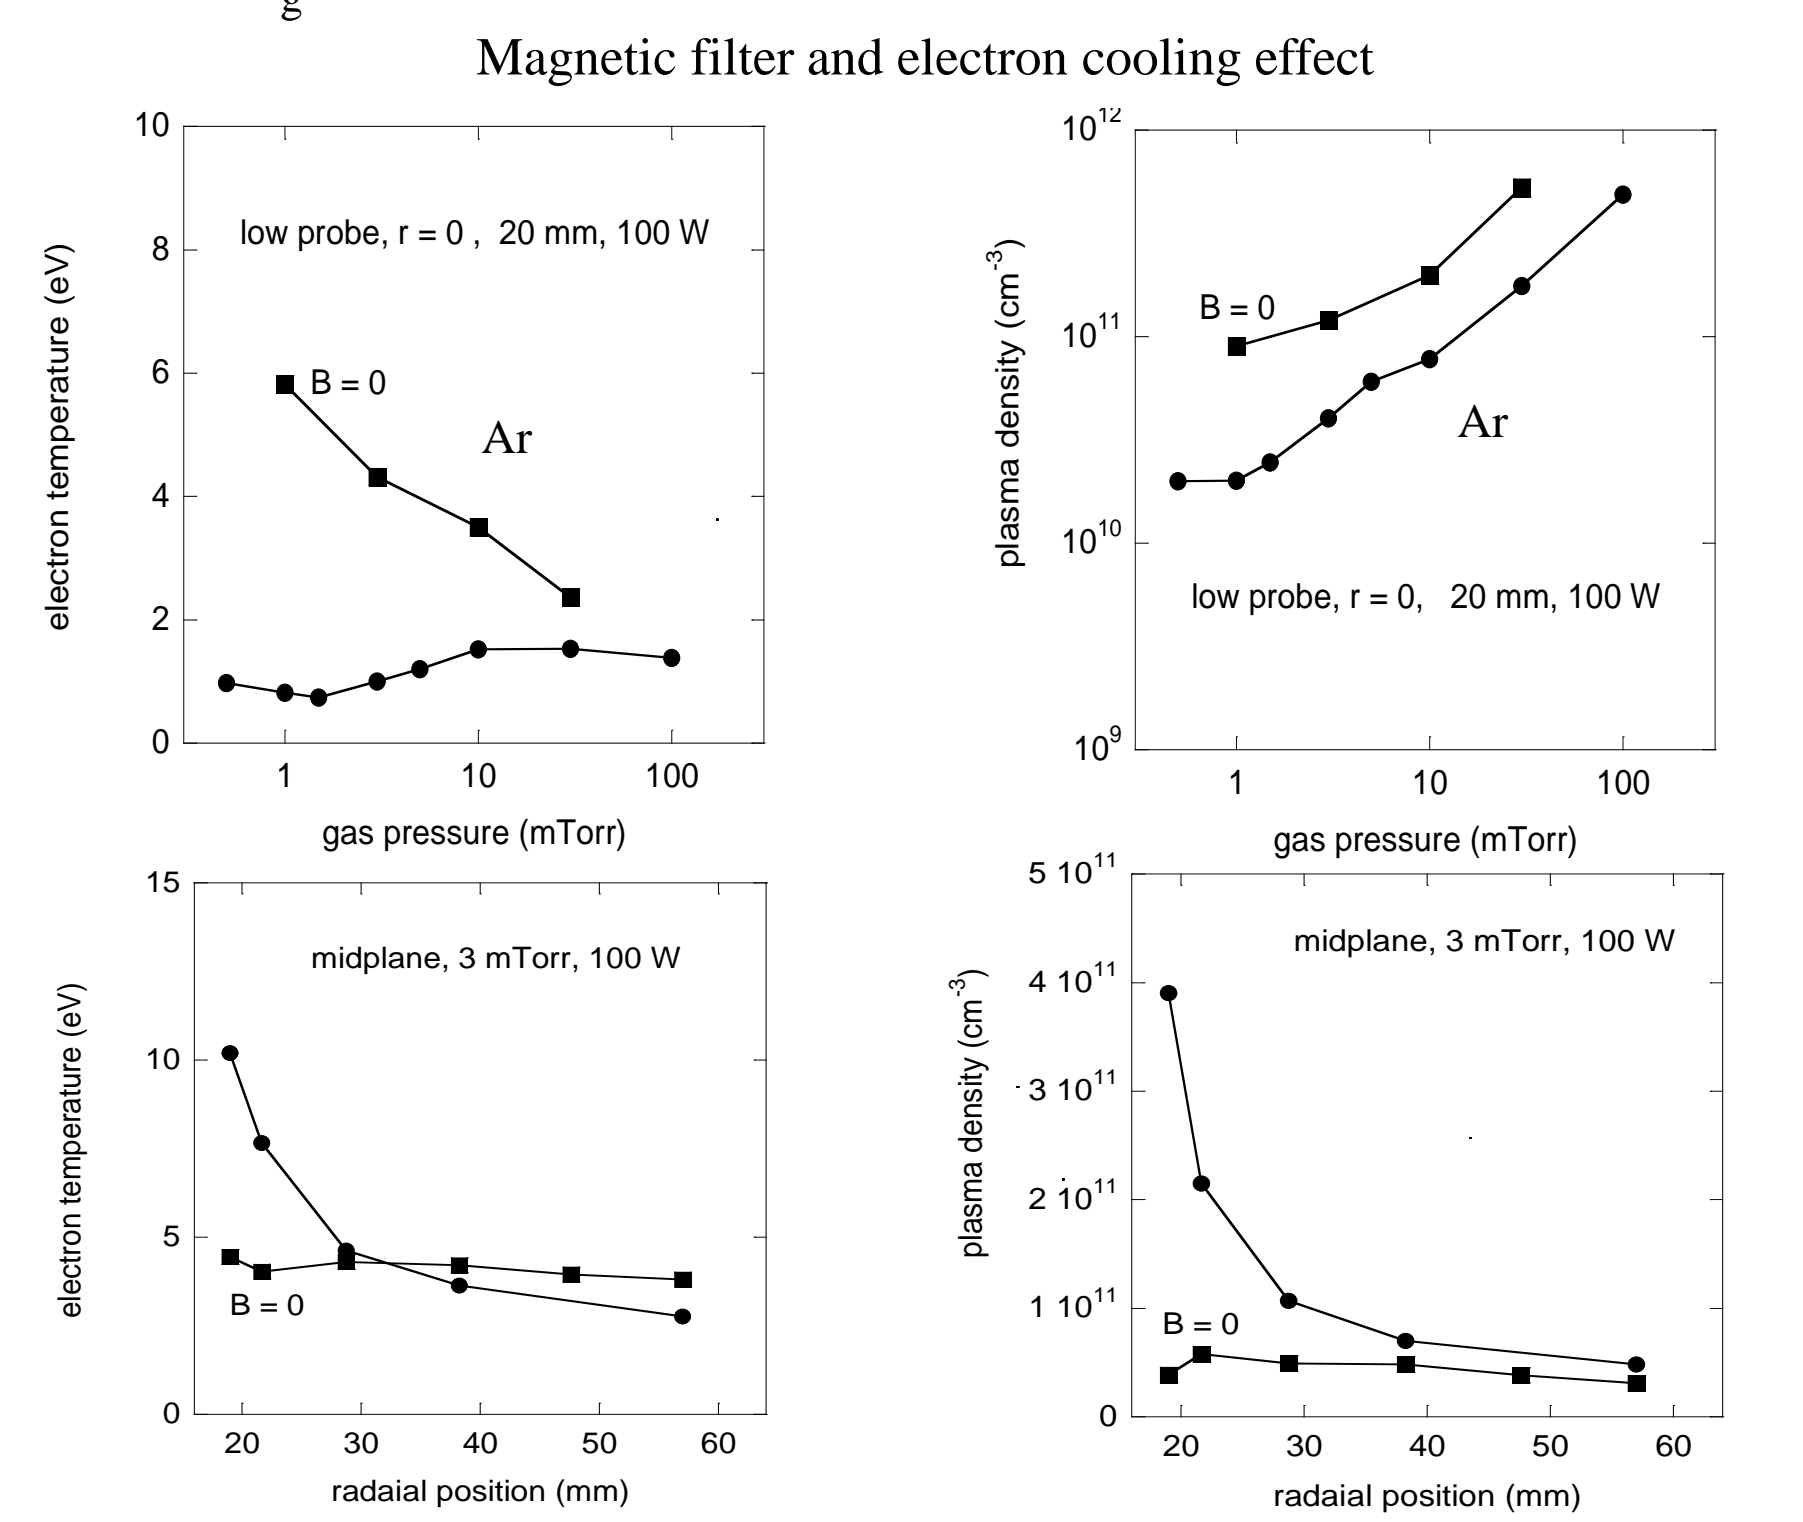 g
Magnetic filter and electron cooling effect
10
8
6
4
2
0
electron temperature (eV)
low probe, r = 0 , 20 mm, 100 W
B = 0
Ar
1 10 100
gas pressure (mTorr)
10^12
10^11
10^10
10^9
plasma density (cm^-3)
B = 0
Ar
low probe, r = 0, 20 mm, 100 W
1 10 100
gas pressure (mTorr)
15
10
5
0
electron temperature (eV)
midplane, 3 mTorr, 100 W
B = 0
20 30 40 50 60
radaial position (mm)
5 10^11
4 10^11
3 10^11
2 10^11
1 10^11
0
plasma density (cm^-3)
midplane, 3 mTorr, 100 W
B = 0
20 30 40 50 60
radaial position (mm)